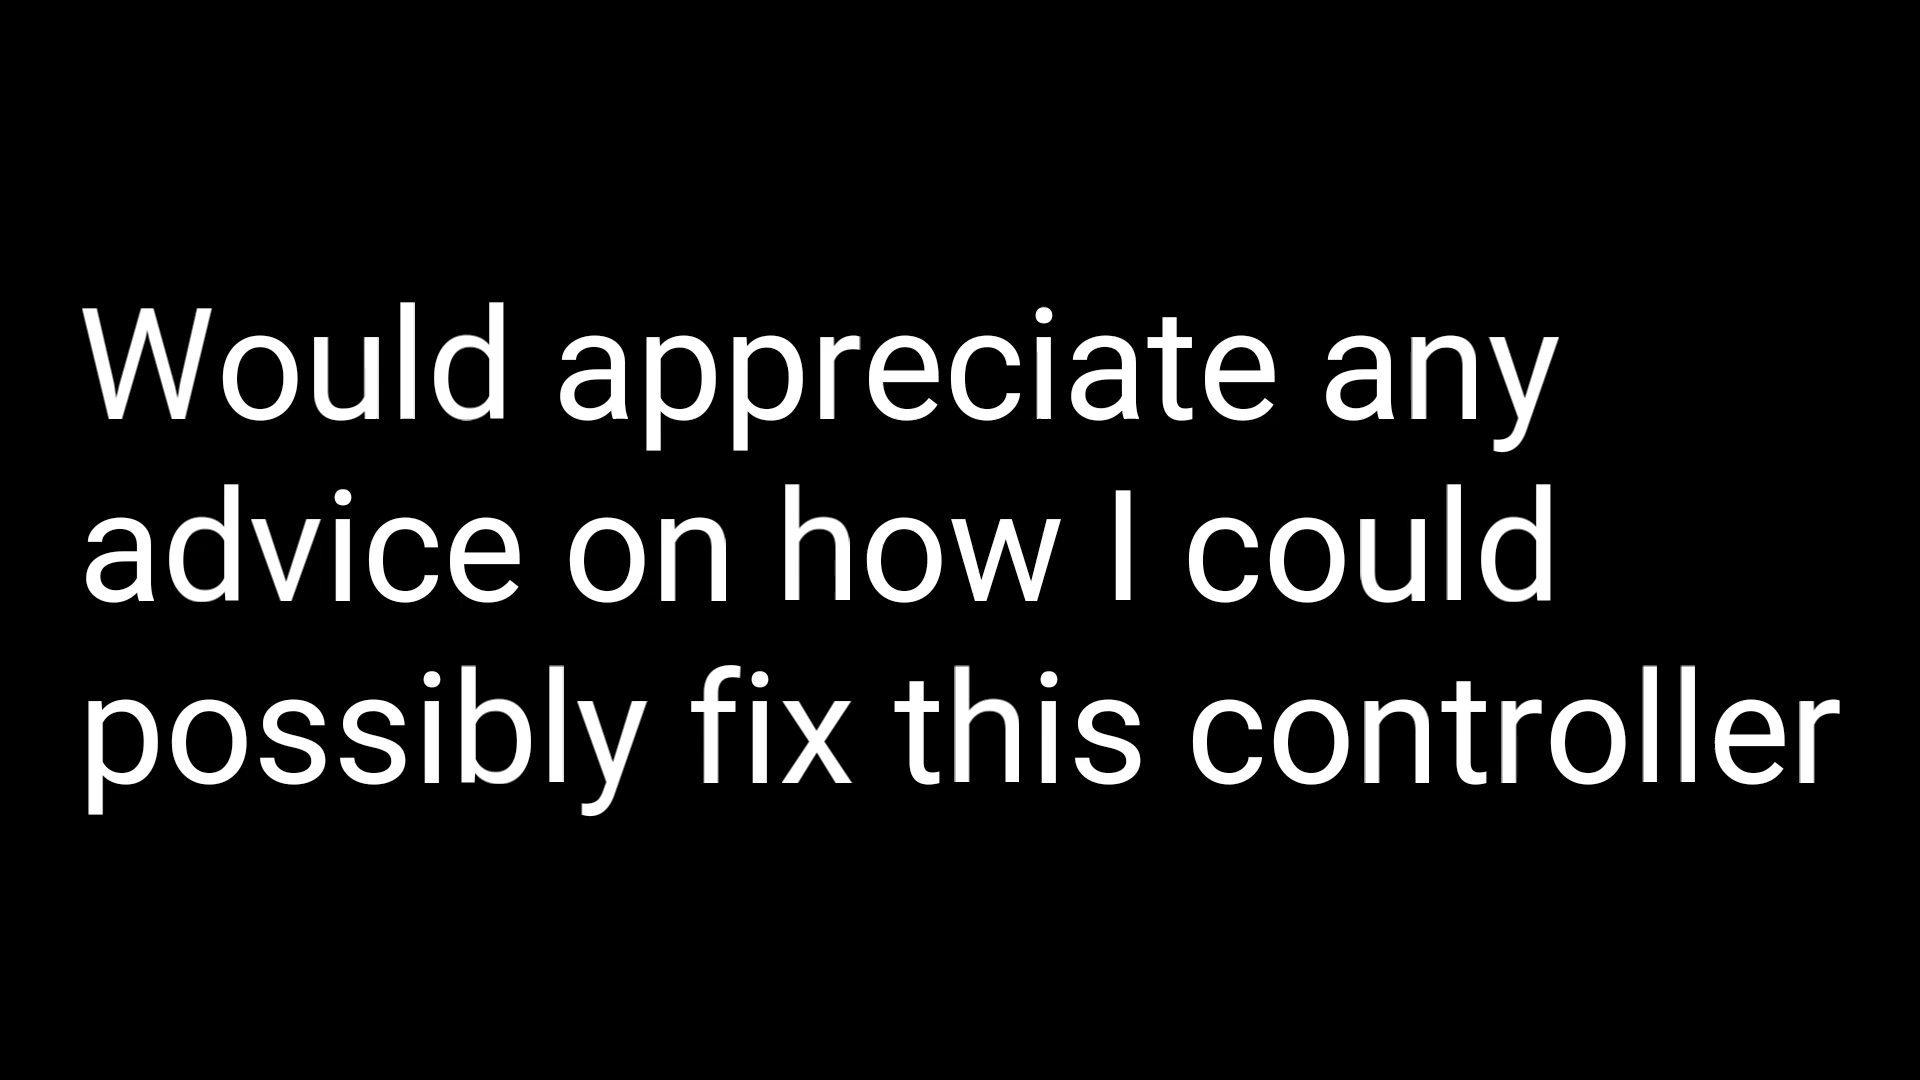 Would appreciate any
advice on how I could
possibly fix this controller